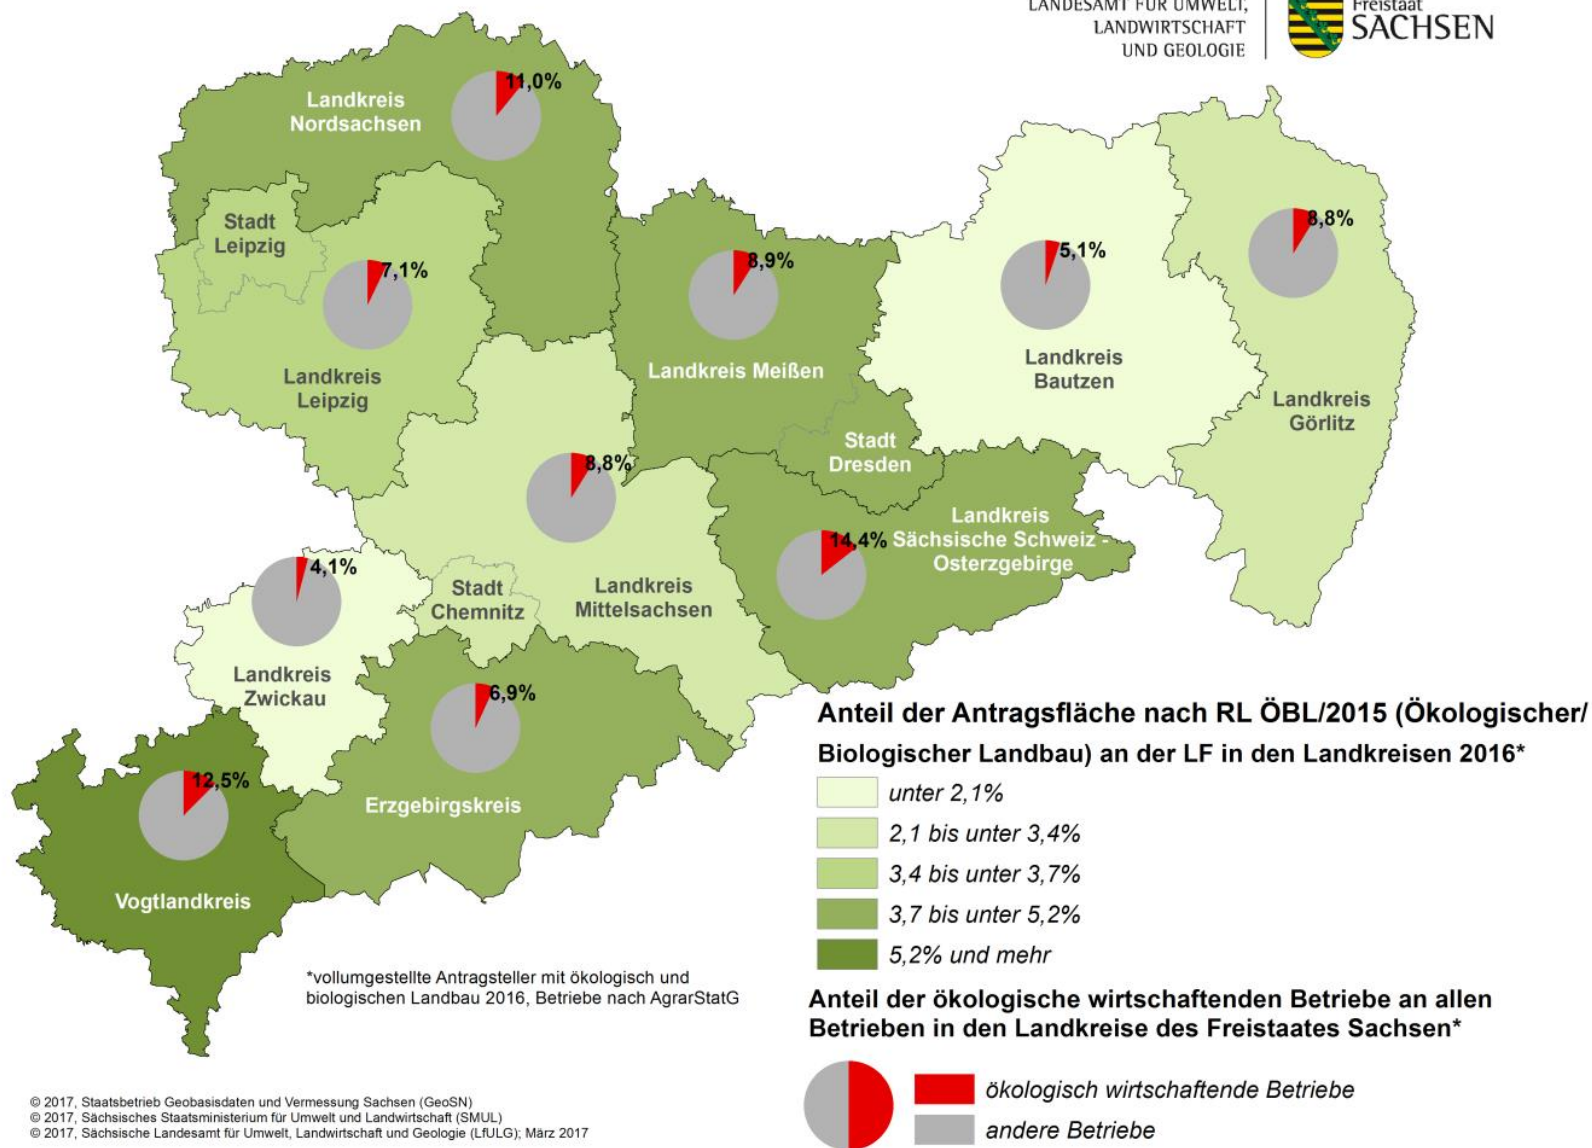 LANDESAMT FÜR UMWELT,
LANDWIRTSCHAFT
UND GEOLOGIE
Freistaat
SACHSEN
Landkreis
Nordsachsen
11,0%
Stadt
Leipzig
7,1%
Landkreis
Leipzig
8,9%
Landkreis Meißen
5,1%
Landkreis
Bautzen
8,8%
Landkreis
Görlitz
Stadt
Dresden
8,8%
Landkreis
Mittelsachsen
14,4%
Landkreis
Sächsische Schweiz -
Osterzgebirge
4,1%
Landkreis
Zwickau
Stadt
Chemnitz
6,9%
Erzgebirgskreis
12,5%
Vogtlandkreis
Anteil der Antragsfläche nach RL ÖBL/2015 (Ökologischer/
Biologischer Landbau) an der LF in den Landkreisen 2016*
unter 2,1%
2,1 bis unter 3,4%
3,4 bis unter 3,7%
3,7 bis unter 5,2%
5,2% und mehr
*vollumgestellte Antragsteller mit ökologisch und
biologischen Landbau 2016, Betriebe nach AgrarStatG
Anteil der ökologische wirtschaftenden Betriebe an allen
Betrieben in den Landkreise des Freistaates Sachsen*
ökologisch wirtschaftende Betriebe
andere Betriebe
© 2017, Staatsbetrieb Geobasisdaten und Vermessung Sachsen (GeoSN)
© 2017, Sächsisches Staatsministerium für Umwelt und Landwirtschaft (SMUL)
© 2017, Sächsische Landesamt für Umwelt, Landwirtschaft und Geologie (LfULG); März 2017